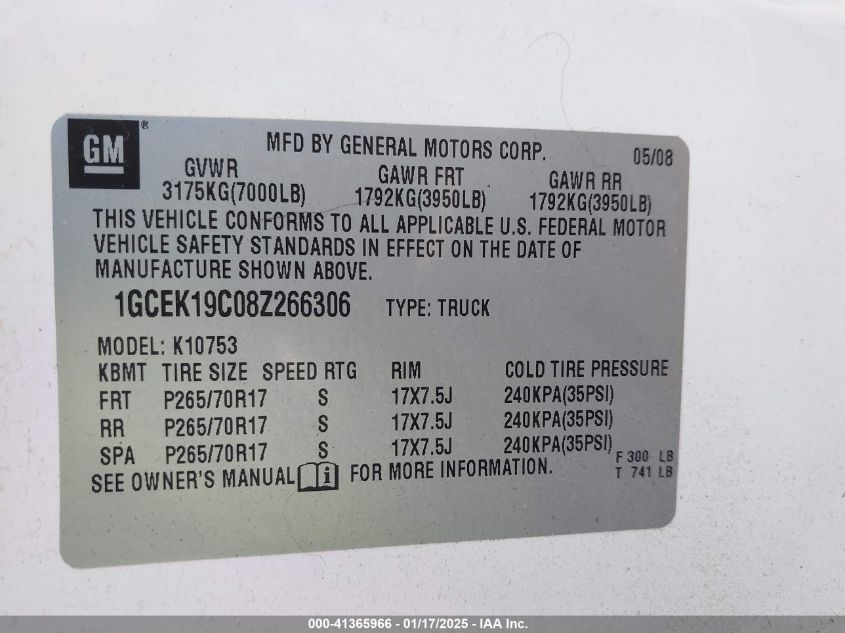 GM ®
MFD BY GENERAL MOTORS CORP. 05/08
GVWR GAWR FRT GAWR RR
3175KG(7000LB) 1792KG(3950LB) 1792KG(3950LB)
THIS VEHICLE CONFORMS TO ALL APPLICABLE U.S. FEDERAL MOTOR
VEHICLE SAFETY STANDARDS IN EFFECT ON THE DATE OF
MANUFACTURE SHOWN ABOVE.
1GCEK19C08Z266306 TYPE: TRUCK
MODEL: K10753
KBMT TIRE SIZE SPEED RTG RIM COLD TIRE PRESSURE
FRT P265/70R17 S 17X7.5J 240KPA(35PSI)
RR P265/70R17 S 17X7.5J 240KPA(35PSI)
SPA P265/70R17 S 17X7.5J 240KPA(35PSI)
F 300 LB
T 741 LB
SEE OWNER'S MANUAL i FOR MORE INFORMATION.
000-41365966 - 01/17/2025 - IAA Inc.